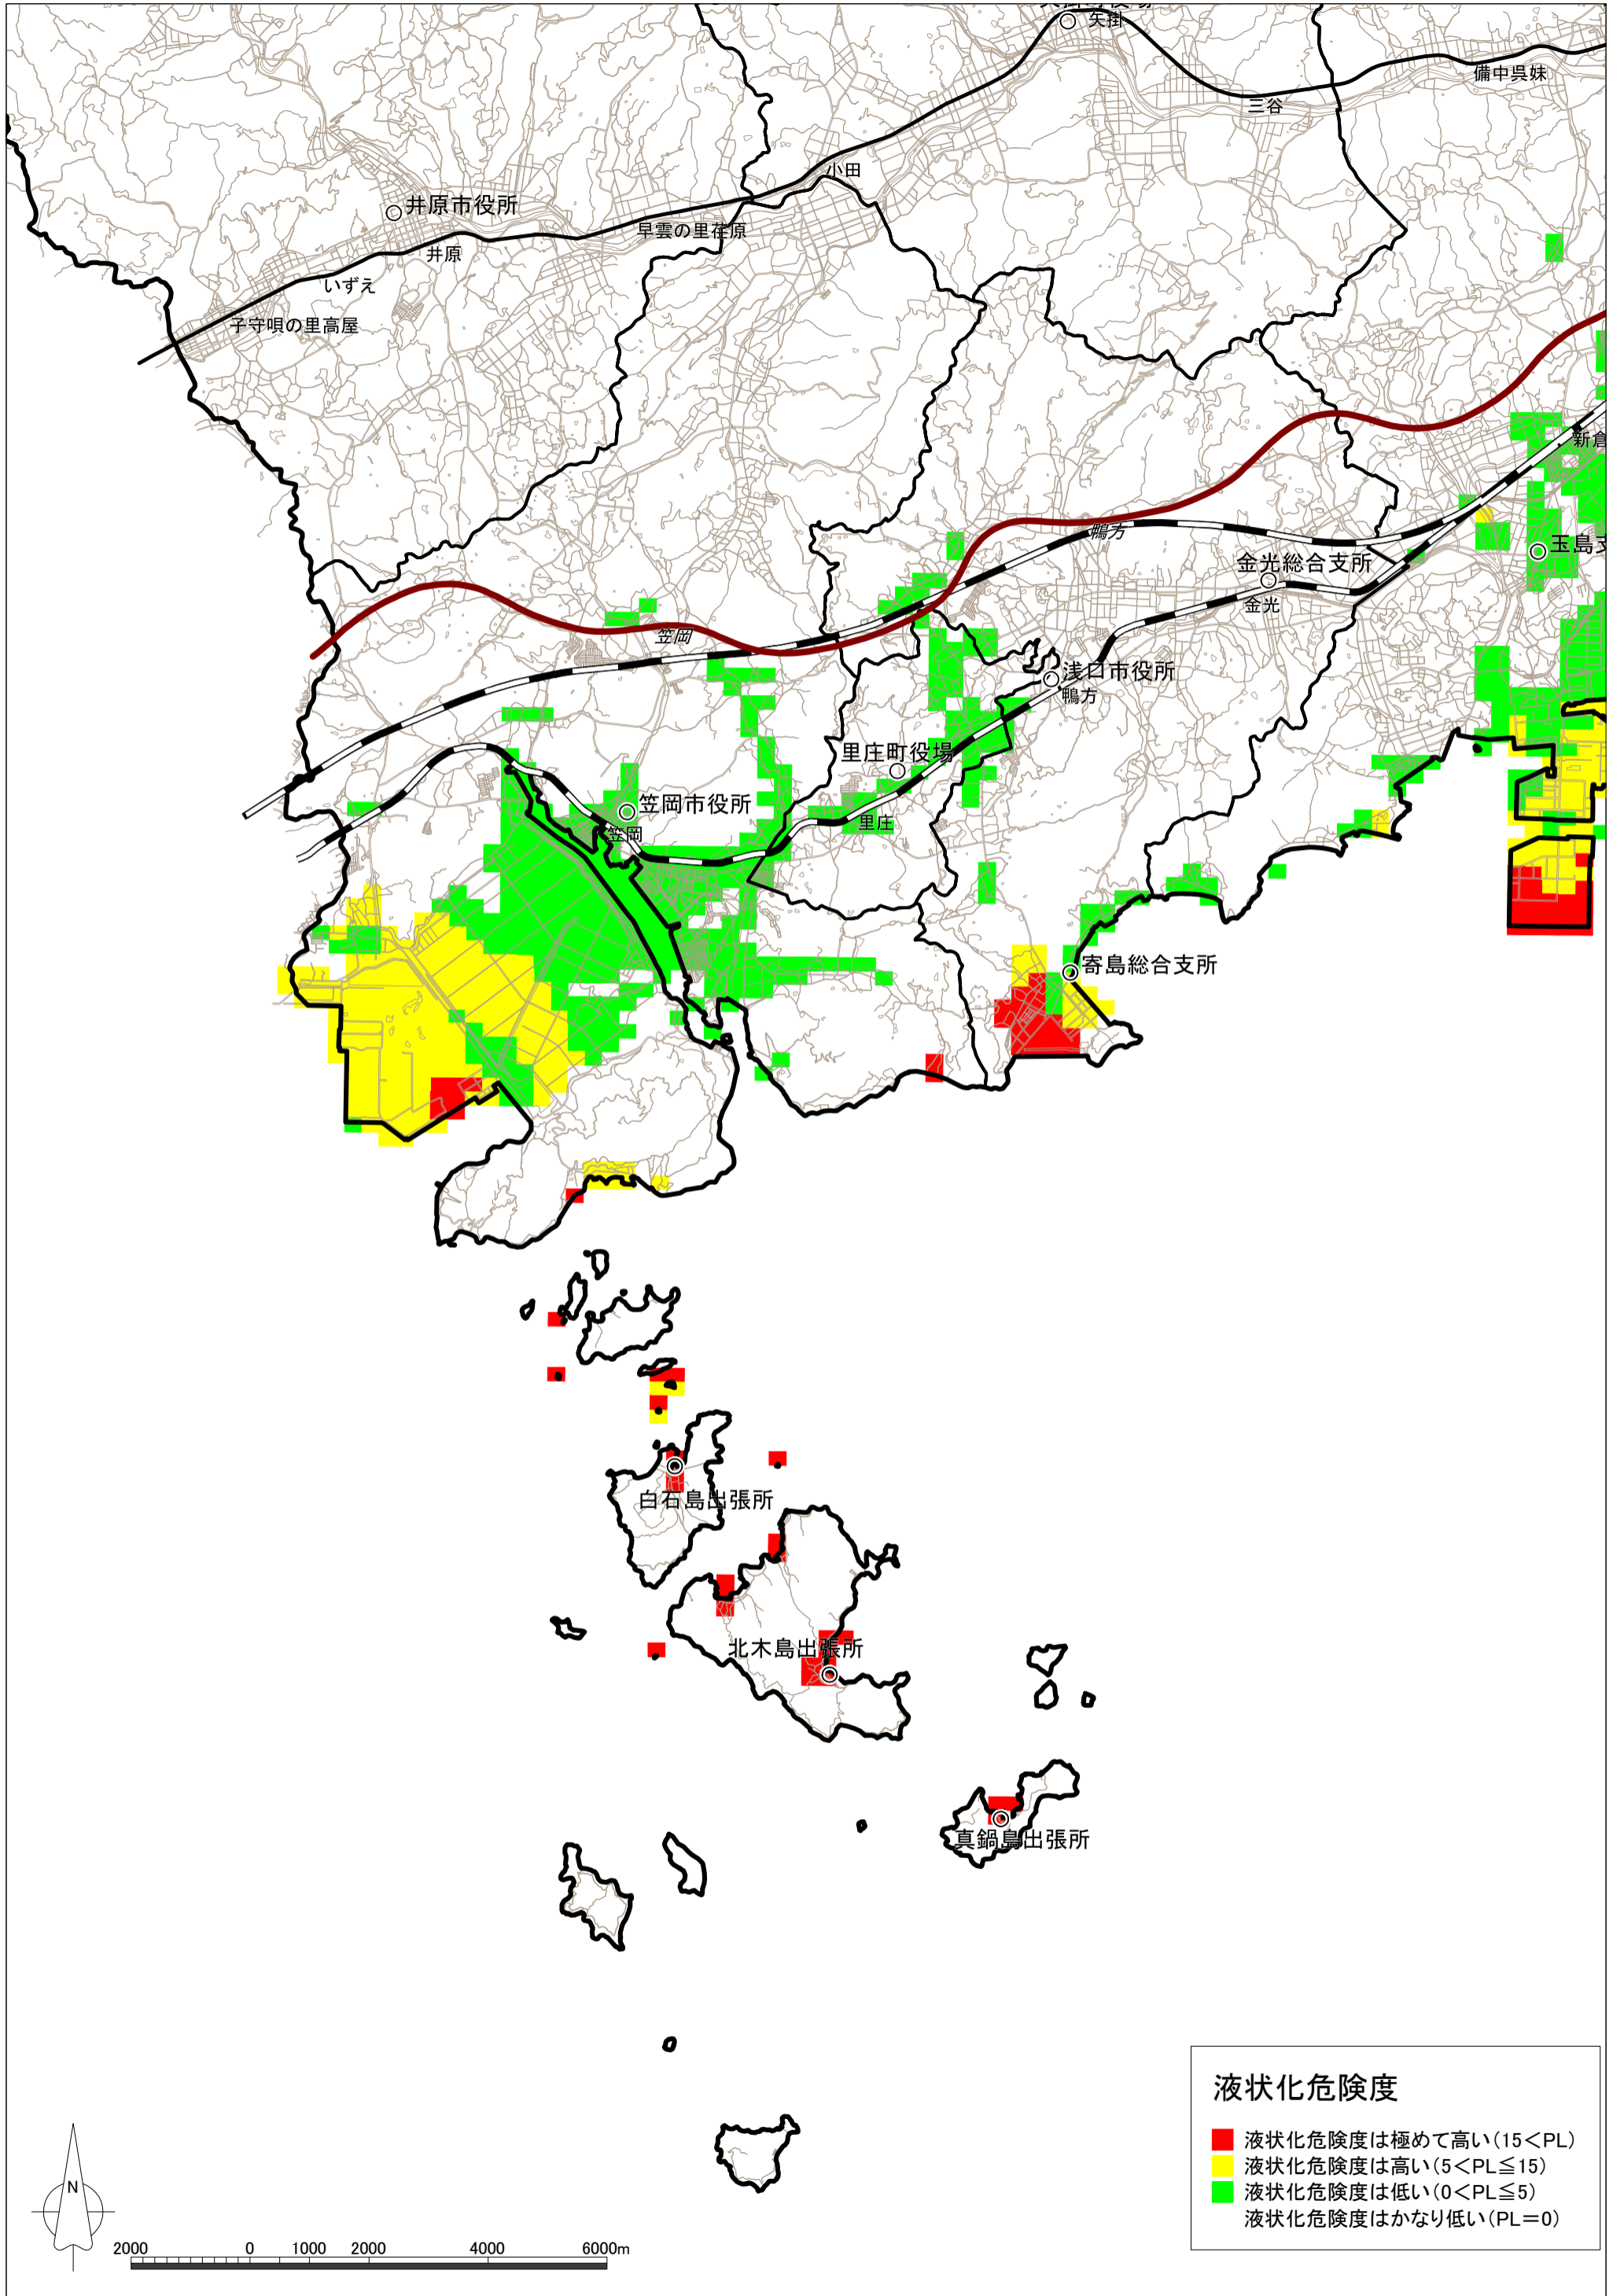 矢掛
備中呉妹
三谷
小田
井原市役所
早雲の里荏原
井原
いずえ
子守唄の里高屋
新倉
鴨方
玉島支
金光総合支所
金光
笠岡
浅口市役所
鴨方
里庄町役場
笠岡市役所
里庄
笠岡
寄島総合支所
白石島出張所
北木島出張所
真鍋島出張所
液状化危険度
液状化危険度は極めて高い(15<PL)
液状化危険度は高い(5<PL≦15)
液状化危険度は低い(0<PL≦5)
液状化危険度はかなり低い(PL=0)
N
2000 0 1000 2000 4000 6000m